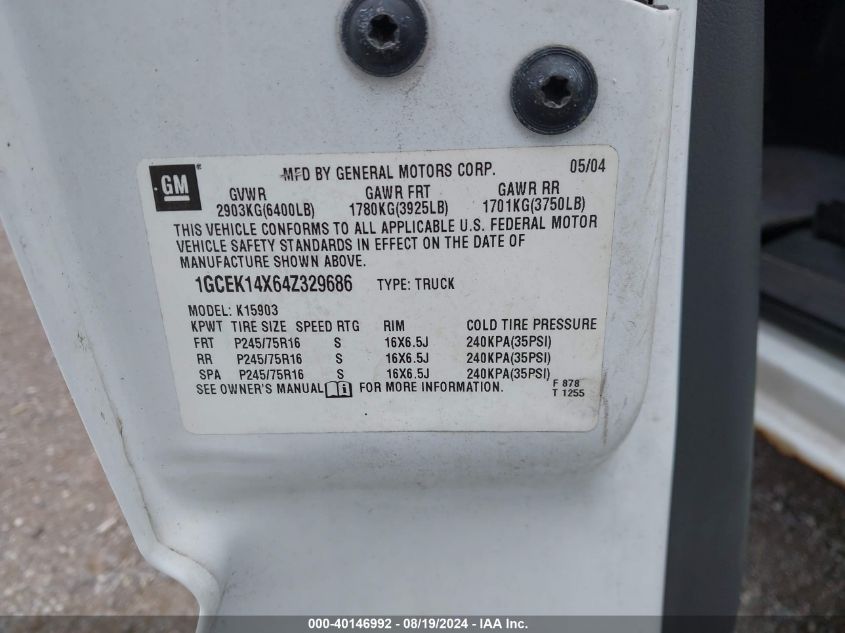 GM ®
MFD BY GENERAL MOTORS CORP. 05/04
GVWR GAWR FRT GAWR RR
2903KG(6400LB) 1780KG(3925LB) 1701KG(3750LB)
THIS VEHICLE CONFORMS TO ALL APPLICABLE U.S. FEDERAL MOTOR
VEHICLE SAFETY STANDARDS IN EFFECT ON THE DATE OF
MANUFACTURE SHOWN ABOVE.
1GCEK14X64Z329686 TYPE: TRUCK
MODEL: K15903
KPWT TIRE SIZE SPEED RTG RIM COLD TIRE PRESSURE
FRT P245/75R16 S 16X6.5J 240KPA(35PSI)
RR P245/75R16 S 16X6.5J 240KPA(35PSI)
SPA P245/75R16 S 16X6.5J 240KPA(35PSI)
SEE OWNER'S MANUAL i FOR MORE INFORMATION.
F 878
T 1255
000-40146992 - 08/19/2024 - IAA Inc.